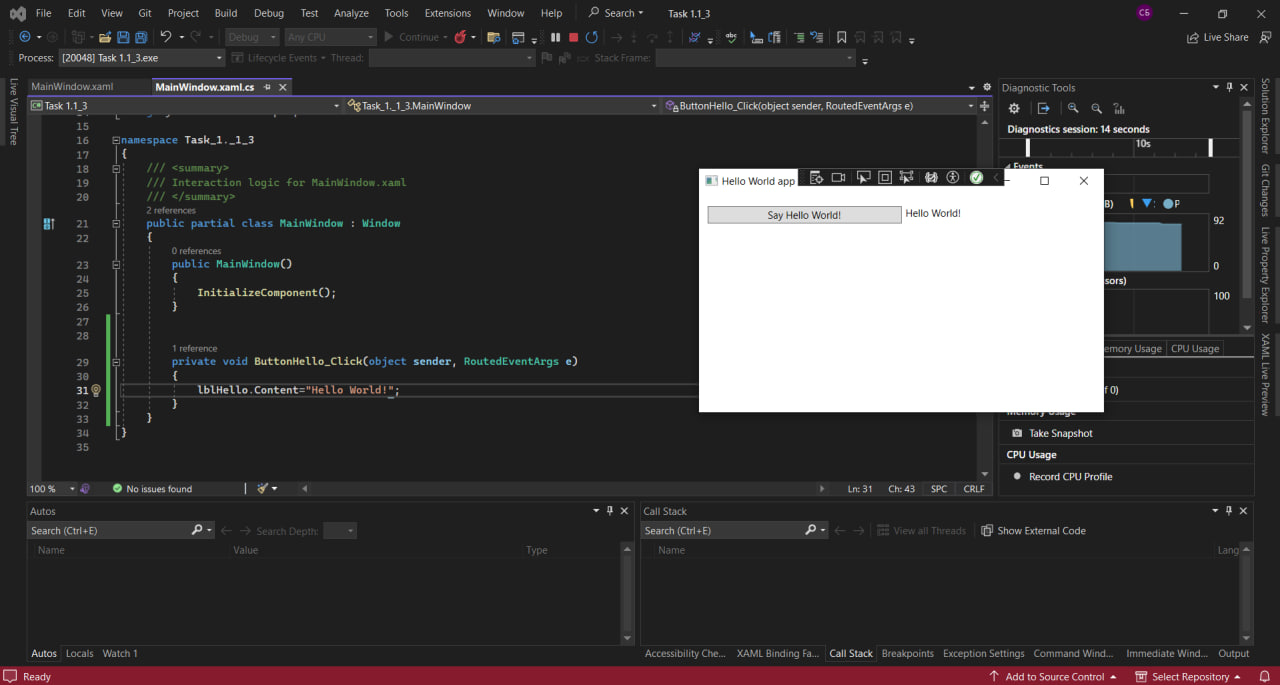 File Edit View Git Project Build Debug Test Analyze Tools Extensions Window Help Search Task 1.1_3 СБ
Debug Any CPU Continue Live Share
Process: [20048] Task 1.1_3.exe Lifecycle Events Thread: Stack Frame:
Live Visual Tree
MainWindow.xaml MainWindow.xaml.cs
Task 1.1_3 Task_1._1_3.MainWindow ButtonHello_Click(object sender, RoutedEventArgs e)
15
16 namespace Task_1._1_3
17 {
18 /// <summary>
19 /// Interaction logic for MainWindow.xaml
20 /// </summary>
2 references
21 public partial class MainWindow : Window
22 {
0 references
23 public MainWindow()
24 {
25 InitializeComponent();
26 }
27
28
1 reference
29 private void ButtonHello_Click(object sender, RoutedEventArgs e)
30 {
31 lblHello.Content="Hello World!";
32 }
33 }
34 }
35
100 % No issues found Ln: 31 Ch: 43 SPC CRLF
Hello World app
Say Hello World! Hello World!
Diagnostic Tools
Diagnostics session: 14 seconds
10s
Events
B) P
92
0
sors)
100
emory Usage CPU Usage
f 0)
Memory Usage
Take Snapshot
CPU Usage
Record CPU Profile
Solution Explorer
Git Changes
Live Property Explorer
XAML Live Preview
Autos
Search (Ctrl+E) Search Depth:
Name Value Type
Autos Locals Watch 1
Call Stack
Search (Ctrl+E) View all Threads Show External Code
Name Lang
Accessibility Che... XAML Binding Fa... Call Stack Breakpoints Exception Settings Command Wind... Immediate Wind... Output
Ready Add to Source Control Select Repository